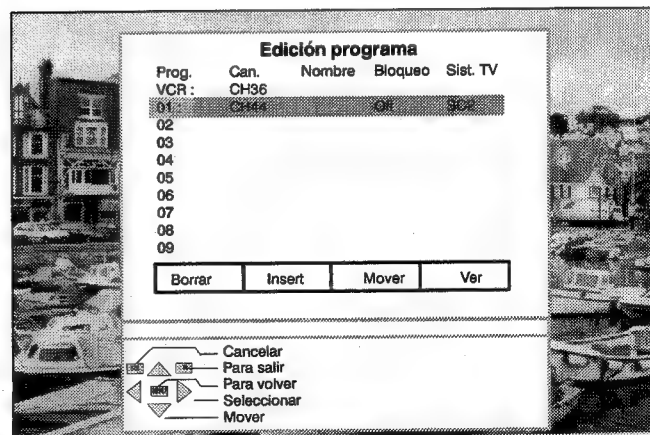 Edición programa
Prog. Can. Nombre Bloqueo Sist. TV
VCR : CH36
01 : CH44 Off SC2
02
03
04
05
06
07
08
09
Borrar Insert Mover Ver
Cancelar
Para salir
Para volver
Seleccionar
Mover